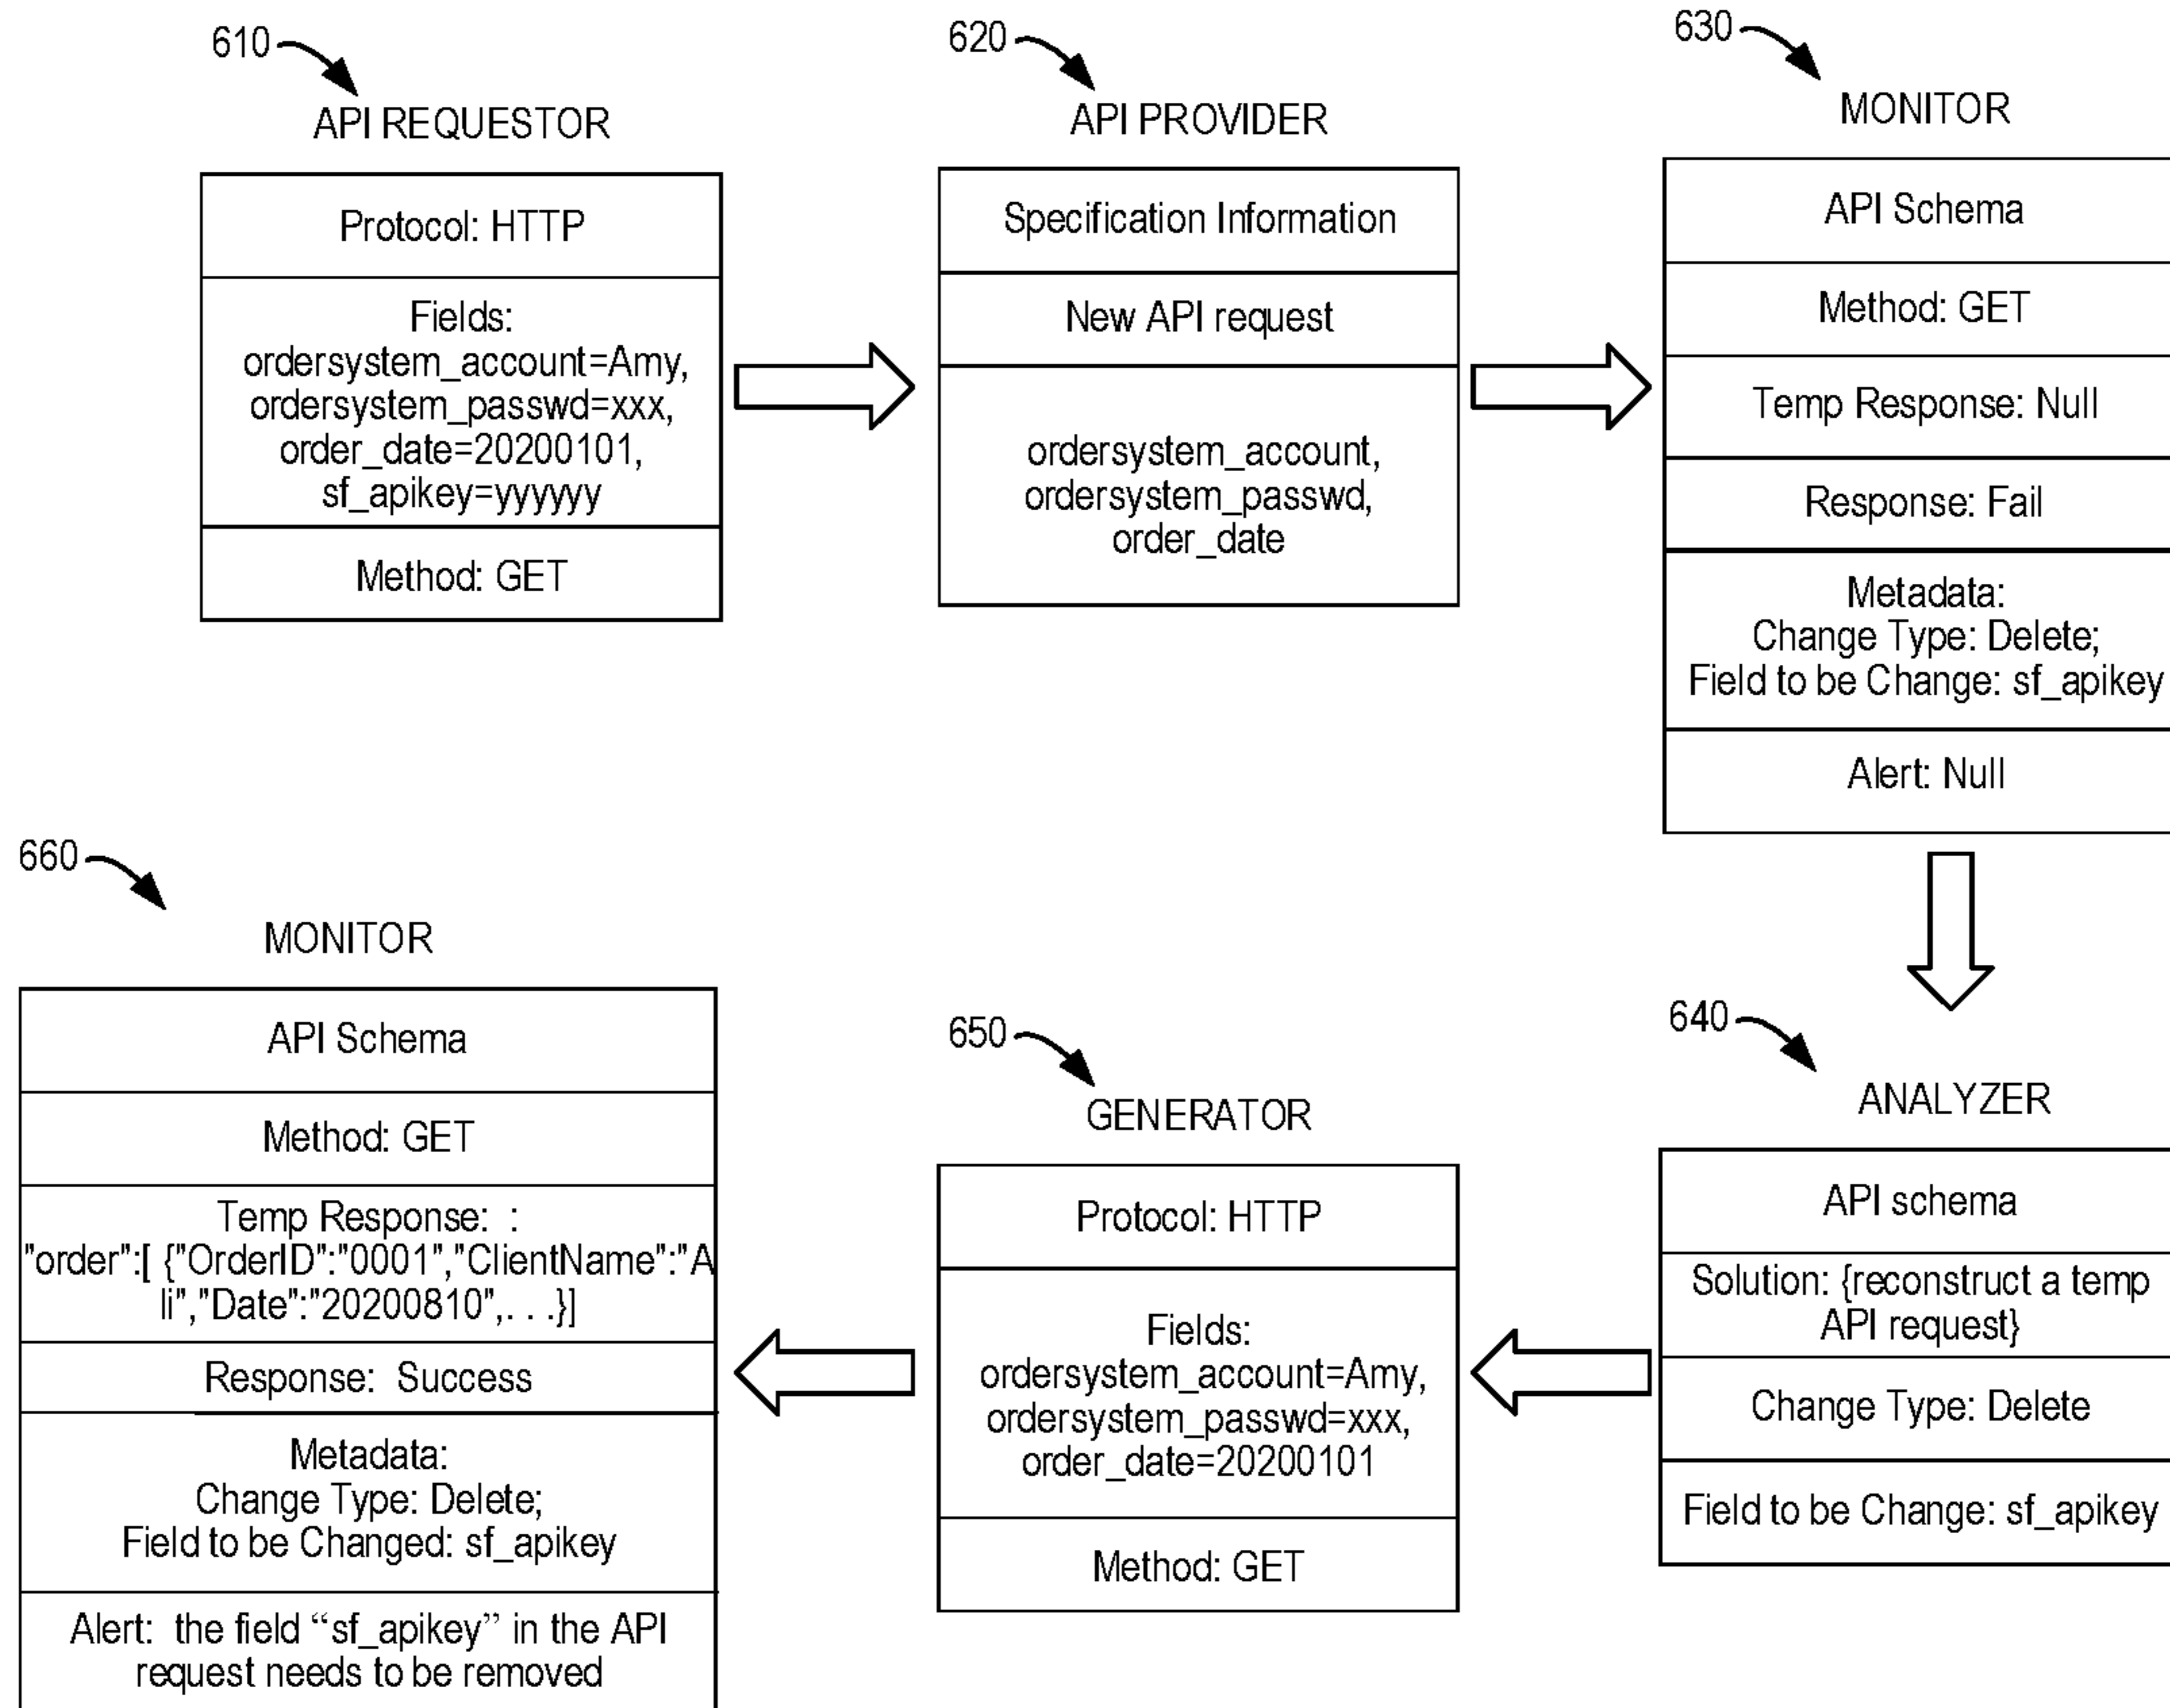 610
API REQUESTOR
Protocol: HTTP
Fields:
ordersystem_account=Amy,
ordersystem_passwd=xxx,
order_date=20200101,
sf_apikey=yyyyyy
Method: GET
620
API PROVIDER
Specification Information
New API request
ordersystem_account,
ordersystem_passwd,
order_date
630
MONITOR
API Schema
Method: GET
Temp Response: Null
Response: Fail
Metadata:
Change Type: Delete;
Field to be Change: sf_apikey
Alert: Null
640
ANALYZER
API schema
Solution: {reconstruct a temp
API request}
Change Type: Delete
Field to be Change: sf_apikey
650
GENERATOR
Protocol: HTTP
Fields:
ordersystem_account=Amy,
ordersystem_passwd=xxx,
order_date=20200101
Method: GET
660
MONITOR
API Schema
Method: GET
Temp Response:  :
"order":[ {"OrderID":"0001","ClientName":"A
li","Date":"20200810",. . .}]
Response:  Success
Metadata:
Change Type: Delete;
Field to be Changed: sf_apikey
Alert:  the field “sf_apikey” in the API
request needs to be removed